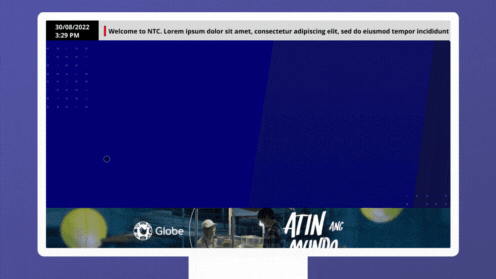 30/08/2022
3:29 PM
Welcome to NTC. Lorem ipsum dolor sit amet, consectetur adipiscing elit, sed do eiusmod tempor incididunt
Globe
ATIN ANG
MUNDO